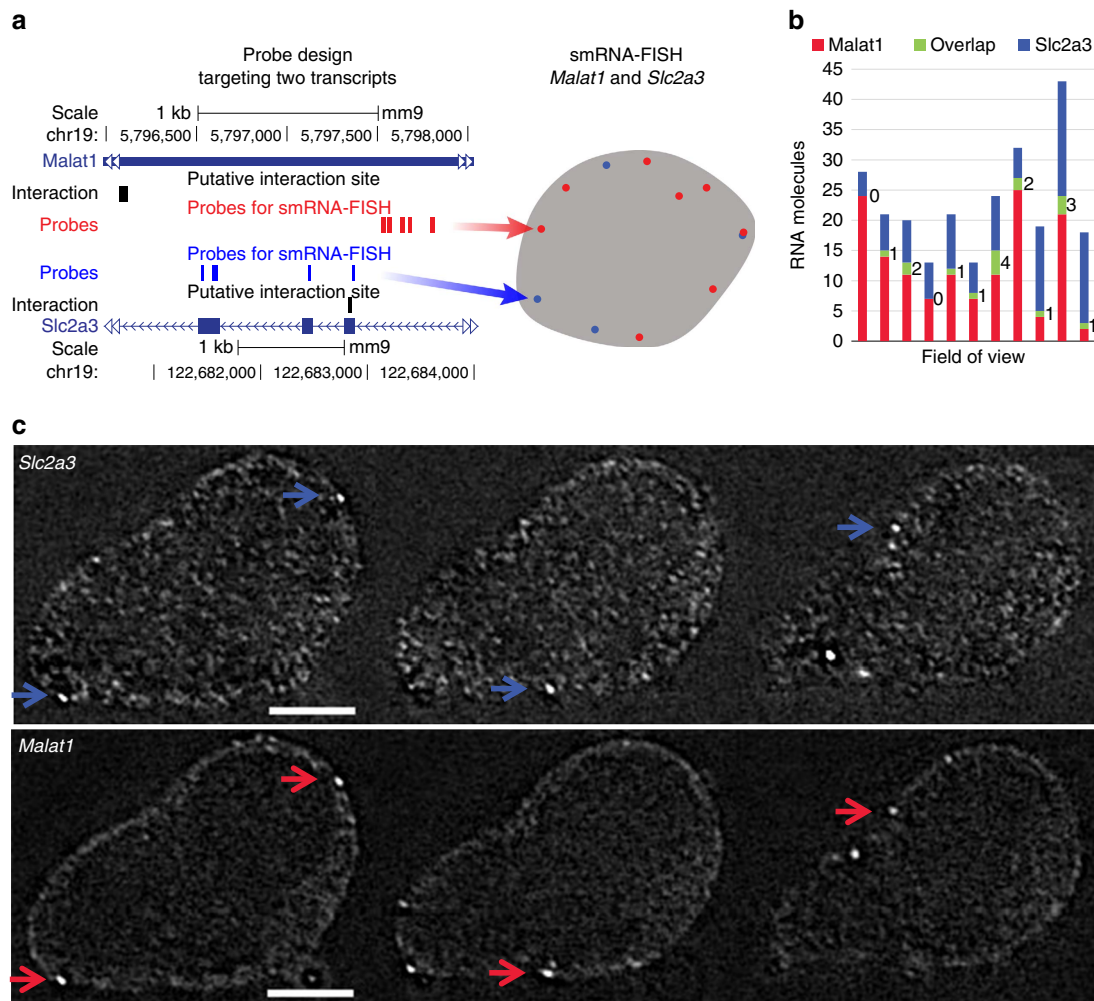 a
Probe design
targeting two transcripts
Scale
1 kb
mm9
chr19:
5,796,500
5,797,000
5,797,500
5,798,000
Malat1
Putative interaction site
Interaction
Probes for smRNA-FISH
Probes
Probes for smRNA-FISH
Probes
Putative interaction site
Interaction
Slc2a3
Scale
1 kb
mm9
chr19:
122,682,000
122,683,000
122,684,000
smRNA-FISH
Malat1 and Slc2a3
b
Malat1
Overlap
Slc2a3
RNA molecules
45
40
35
30
25
20
15
10
5
0
0
1
2
0
1
1
4
2
1
3
1
Field of view
c
Slc2a3
Malat1